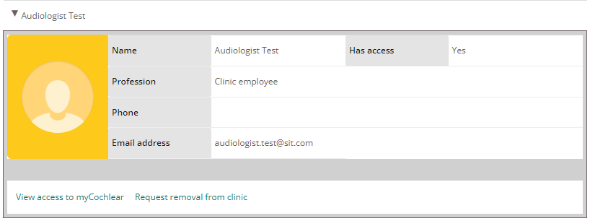 Audiologist Test
Name Audiologist Test Has access Yes
Profession Clinic employee
Phone
Email address audiologist.test@sit.com
View access to myCochlear Request removal from clinic